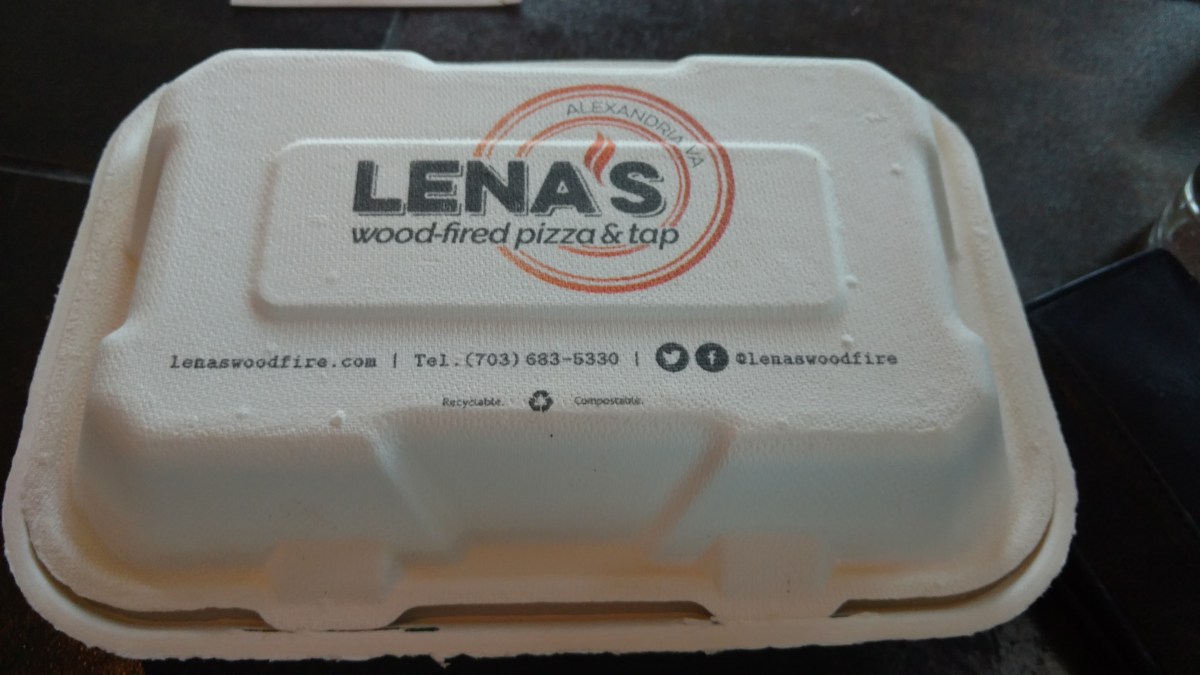 ALEXANDRIA VA
LENA'S
wood-fired pizza & tap
lenaswoodfire.com | Tel.(703) 683-5330 | @lenaswoodfire
Recyclable. Compostable.